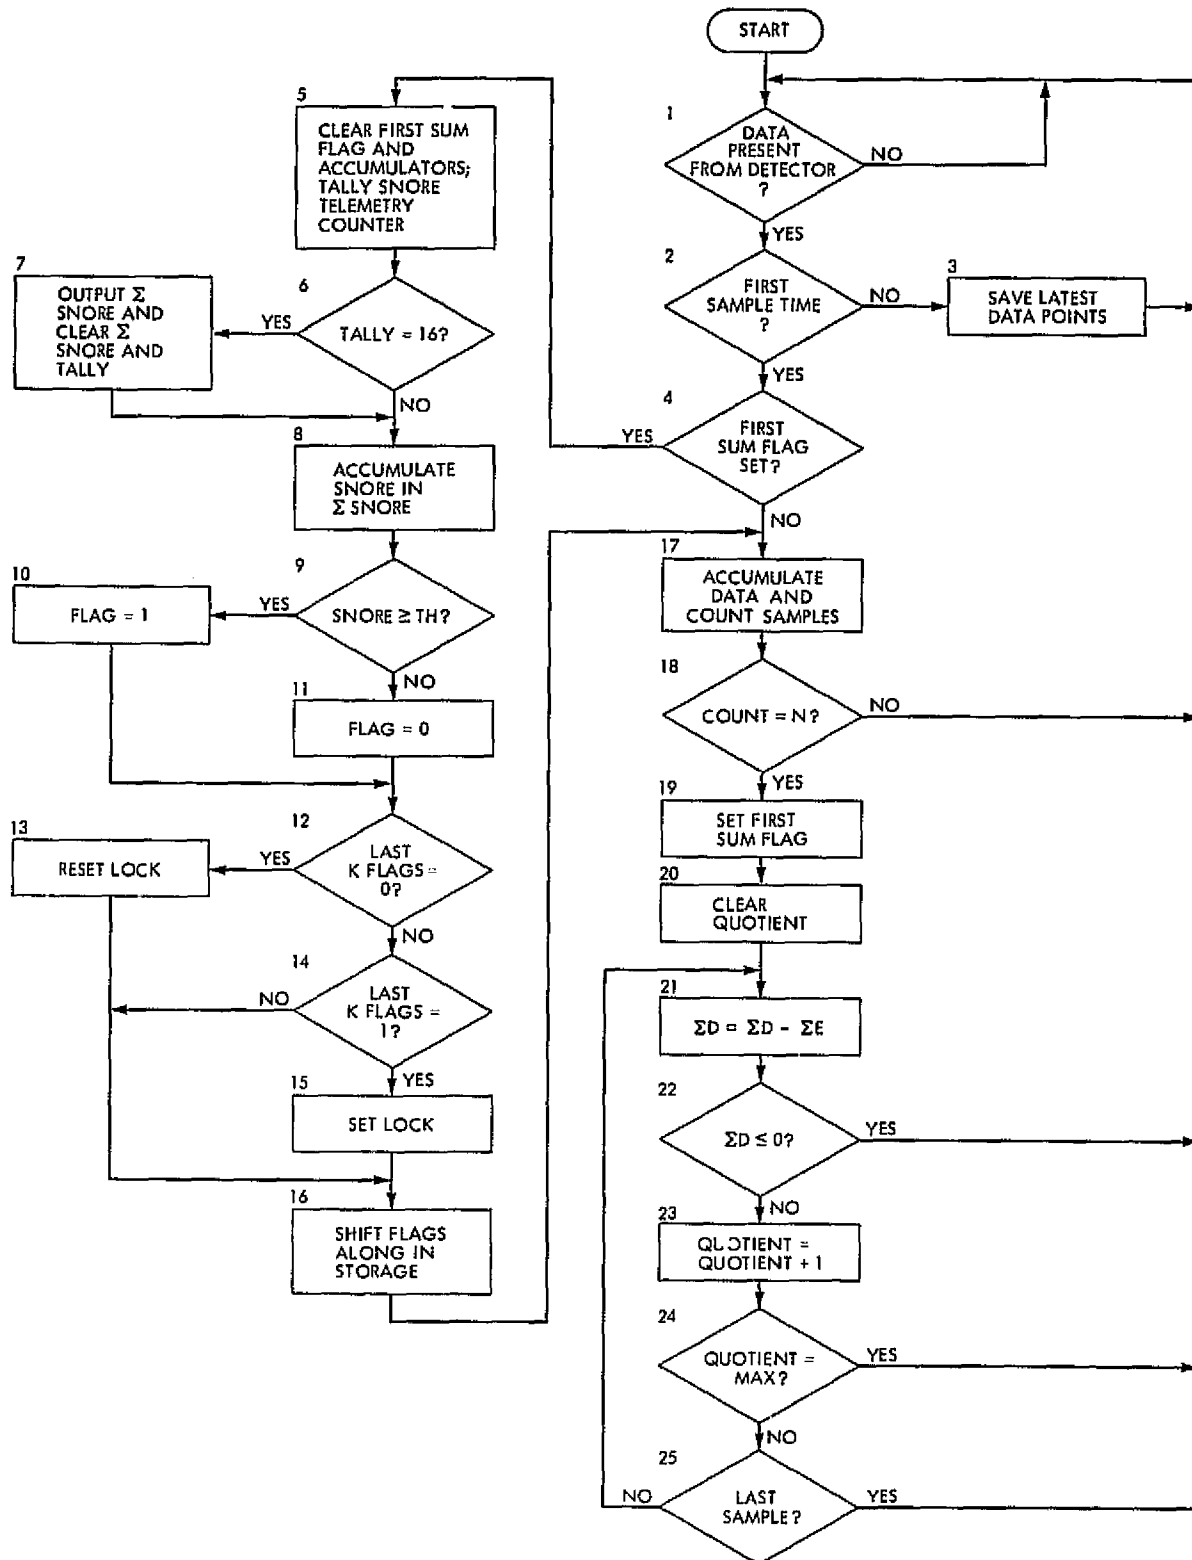 START
1
DATA
PRESENT
FROM DETECTOR
?
NO
YES
2
FIRST
SAMPLE TIME
?
NO
YES
3
SAVE LATEST
DATA POINTS
4
FIRST
SUM FLAG
SET?
YES
NO
5
CLEAR FIRST SUM
FLAG AND
ACCUMULATORS;
TALLY SNORE
TELEMETRY
COUNTER
6
TALLY = 16?
YES
NO
7
OUTPUT Σ
SNORE AND
CLEAR Σ
SNORE AND
TALLY
8
ACCUMULATE
SNORE IN
Σ SNORE
9
SNORE ≥ TH?
YES
NO
10
FLAG = 1
11
FLAG = 0
12
LAST
K FLAGS =
0?
YES
NO
13
RESET LOCK
14
LAST
K FLAGS =
1?
NO
YES
15
SET LOCK
16
SHIFT FLAGS
ALONG IN
STORAGE
17
ACCUMULATE
DATA AND
COUNT SAMPLES
18
COUNT = N?
NO
YES
19
SET FIRST
SUM FLAG
20
CLEAR
QUOTIENT
21
ΣD = ΣD - ΣE
22
ΣD ≤ 0?
YES
NO
23
QUOTIENT =
QUOTIENT + 1
24
QUOTIENT =
MAX?
YES
NO
25
LAST
SAMPLE?
NO
YES